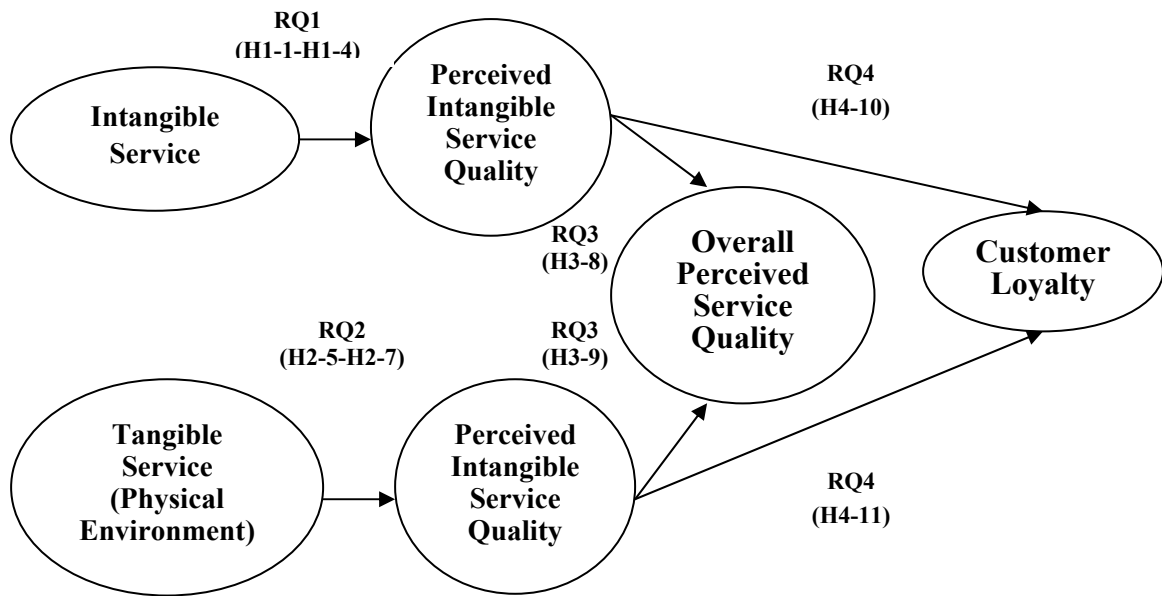 RQ1
(H1-1-H1-4)
Intangible
Service
Perceived
Intangible
Service
Quality
RQ4
(H4-10)
RQ3
(H3-8)
Overall
Perceived
Service
Quality
Customer
Loyalty
RQ2
(H2-5-H2-7)
RQ3
(H3-9)
Tangible
Service
(Physical
Environment)
Perceived
Intangible
Service
Quality
RQ4
(H4-11)